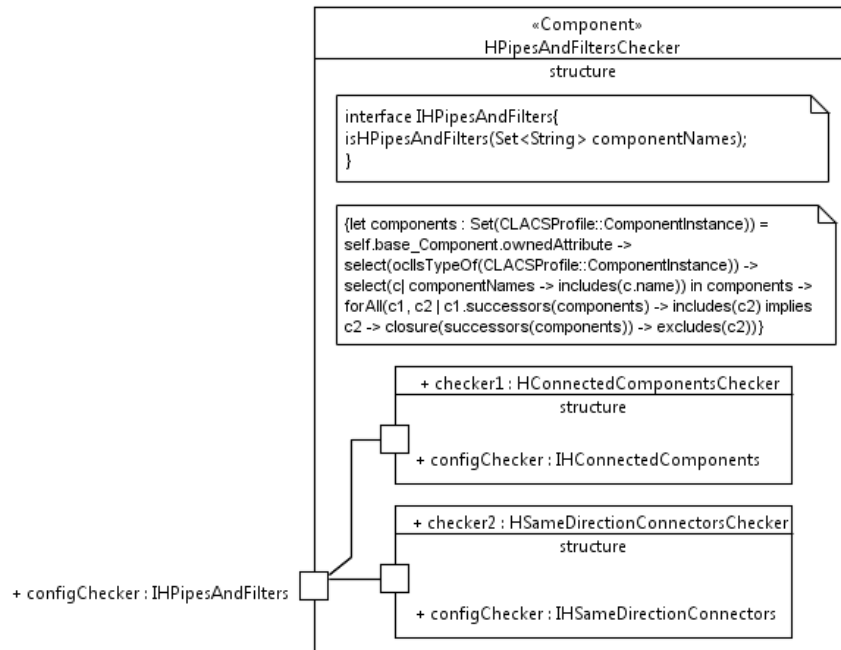 «Component»
HPipesAndFiltersChecker
structure
interface IHPipesAndFilters{
isHPipesAndFilters(Set<String> componentNames);
}
{let components : Set(CLACSProfile::ComponentInstance)) =
self.base_Component.ownedAttribute ->
select(oclIsTypeOf(CLACSProfile::ComponentInstance)) ->
select(c| componentNames -> includes(c.name)) in components ->
forAll(c1, c2 | c1.successors(components) -> includes(c2) implies
c2 -> closure(successors(components)) -> excludes(c2))}
+ checker1 : HConnectedComponentsChecker
structure
+ configChecker : IHConnectedComponents
+ checker2 : HSameDirectionConnectorsChecker
structure
+ configChecker : IHPipesAndFilters
+ configChecker : IHSameDirectionConnectors